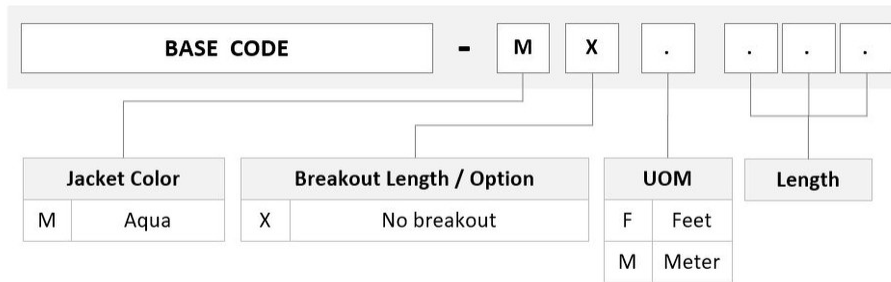 BASE CODE - M X . . . .
Jacket Color Breakout Length / Option UOM Length
M Aqua X No breakout F Feet
M Meter